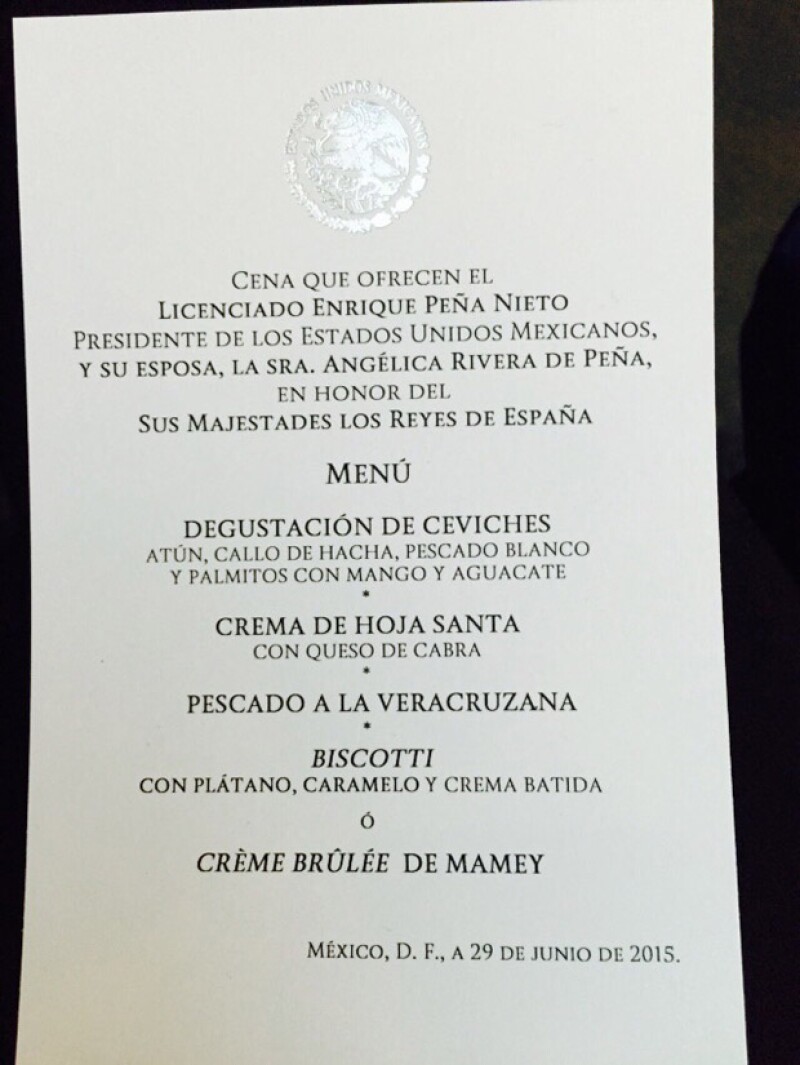 ESTADOS UNIDOS MEXICANOS
CENA QUE OFRECEN EL
LICENCIADO ENRIQUE PEÑA NIETO
PRESIDENTE DE LOS ESTADOS UNIDOS MEXICANOS,
Y SU ESPOSA, LA SRA. ANGÉLICA RIVERA DE PEÑA,
EN HONOR DEL
SUS MAJESTADES LOS REYES DE ESPAÑA
MENÚ
DEGUSTACIÓN DE CEVICHES
ATÚN, CALLO DE HACHA, PESCADO BLANCO
Y PALMITOS CON MANGO Y AGUACATE
*
CREMA DE HOJA SANTA
CON QUESO DE CABRA
*
PESCADO A LA VERACRUZANA
*
BISCOTTI
CON PLÁTANO, CARAMELO Y CREMA BATIDA
Ó
CRÈME BRÛLÉE DE MAMEY
MÉXICO, D. F., A 29 DE JUNIO DE 2015.